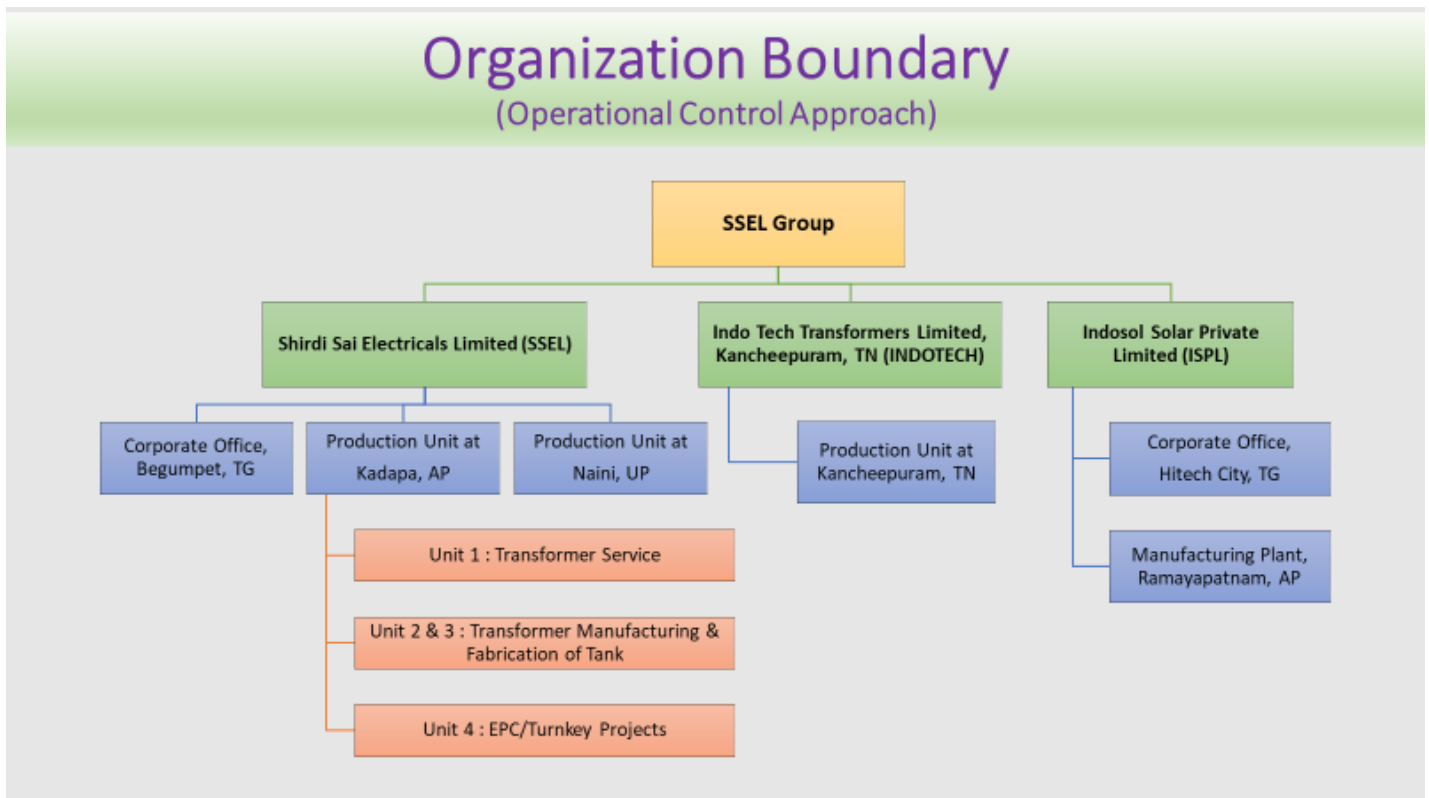 Organization Boundary
(Operational Control Approach)
SSEL Group
Shirdi Sai Electricals Limited (SSEL)
Indo Tech Transformers Limited,
Kancheepuram, TN (INDOTECH)
Indosol Solar Private
Limited (ISPL)
Corporate Office,
Begumpet, TG
Production Unit at
Kadapa, AP
Production Unit at
Naini, UP
Production Unit at
Kancheepuram, TN
Corporate Office,
Hitech City, TG
Unit 1 : Transformer Service
Manufacturing Plant,
Ramayapatnam, AP
Unit 2 & 3 : Transformer Manufacturing &
Fabrication of Tank
Unit 4 : EPC/Turnkey Projects